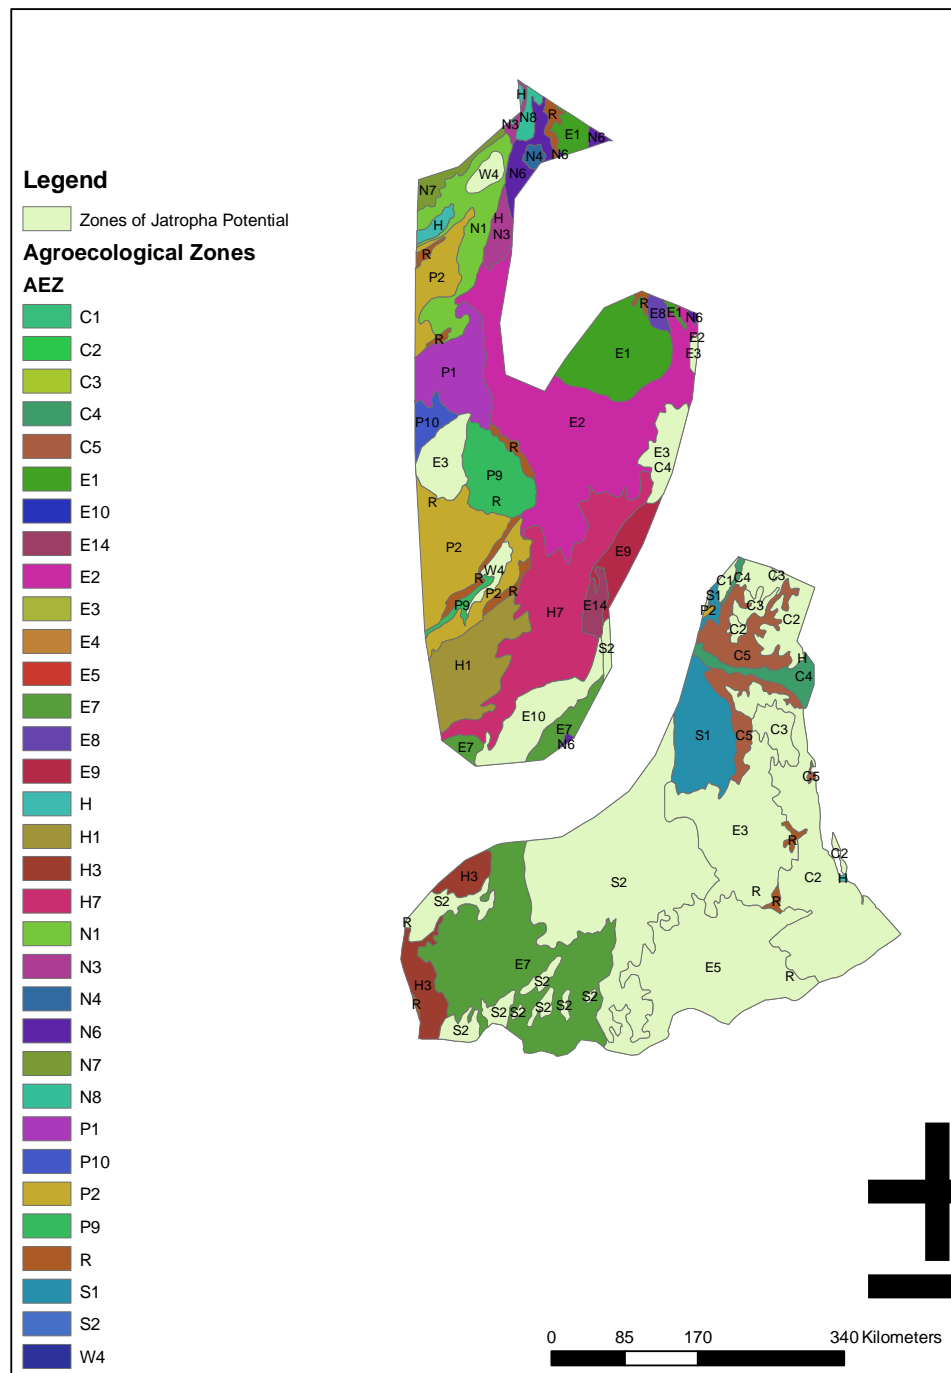 Legend
Zones of Jatropha Potential
Agroecological Zones
AEZ
C1
C2
C3
C4
C5
E1
E10
E14
E2
E3
E4
E5
E7
E8
E9
H
H1
H3
H7
N1
N3
N4
N6
N7
N8
P1
P10
P2
P9
R
S1
S2
W4
H
N8
R
N3
E1
N6
N6
N4
W4
N6
N7
H
N1
H
N3
R
P2
R
E8
E1
N6
R
E2
E3
E1
P1
P10
E2
R
E3
E3
C4
P9
R
R
P2
E9
W4
R
P2
R
P9
E14
H7
S2
H1
E10
E7
E7
N6
C3
C4
C1
S1
C3
P2
C2
C2
C5
H
C4
S1
C5
C3
C5
E3
R
C2
C2
H
H3
S2
S2
R
R
R
E7
E5
H3
R
S2
R
S2
S2
S2
S2
S2
S2
0 85 170 340 Kilometers